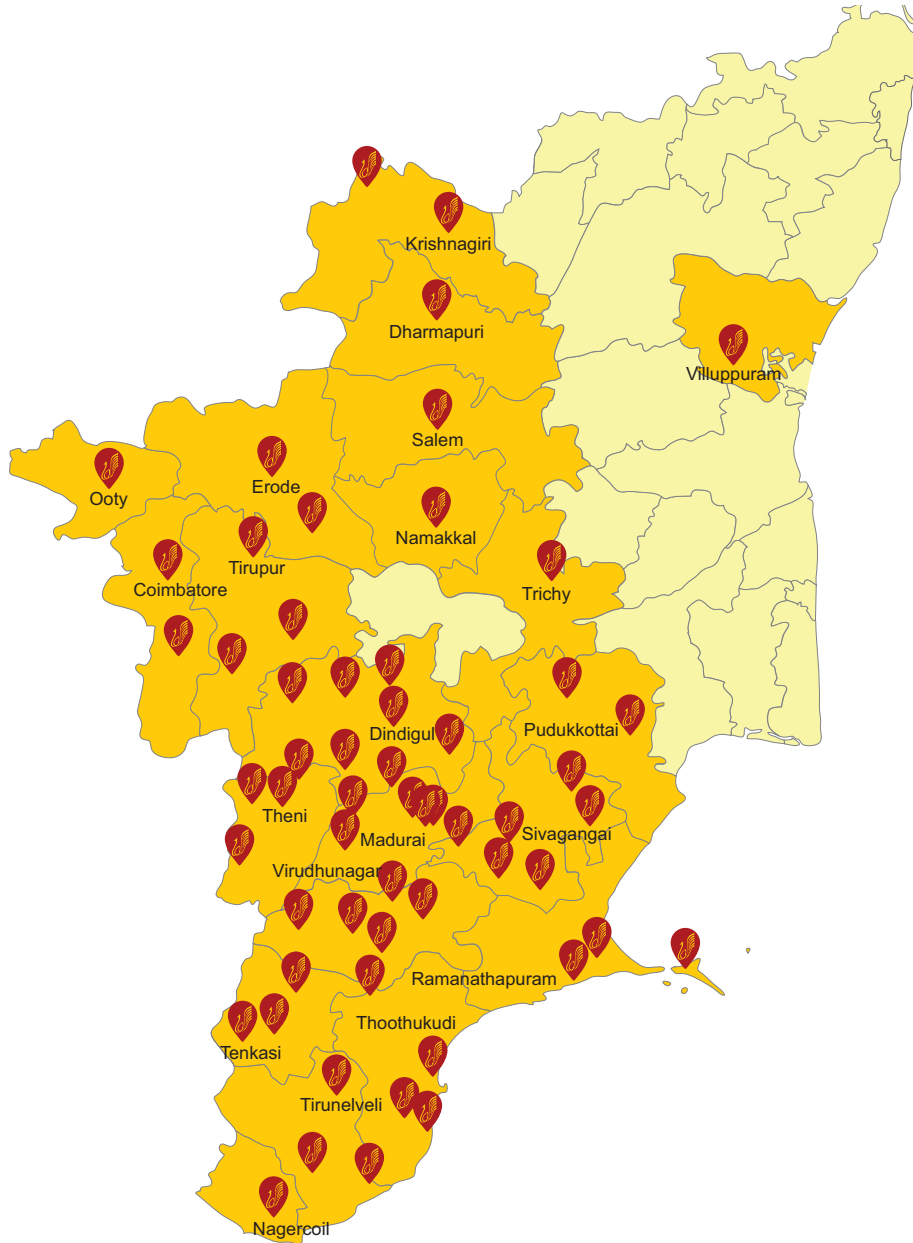 Krishnagiri
Dharmapuri
Villuppuram
Salem
Ooty
Erode
Namakkal
Tirupur
Coimbatore
Trichy
Dindigul
Pudukkottai
Theni
Madurai
Sivagangai
Virudhunagar
Ramanathapuram
Thoothukudi
Tenkasi
Tirunelveli
Nagercoil